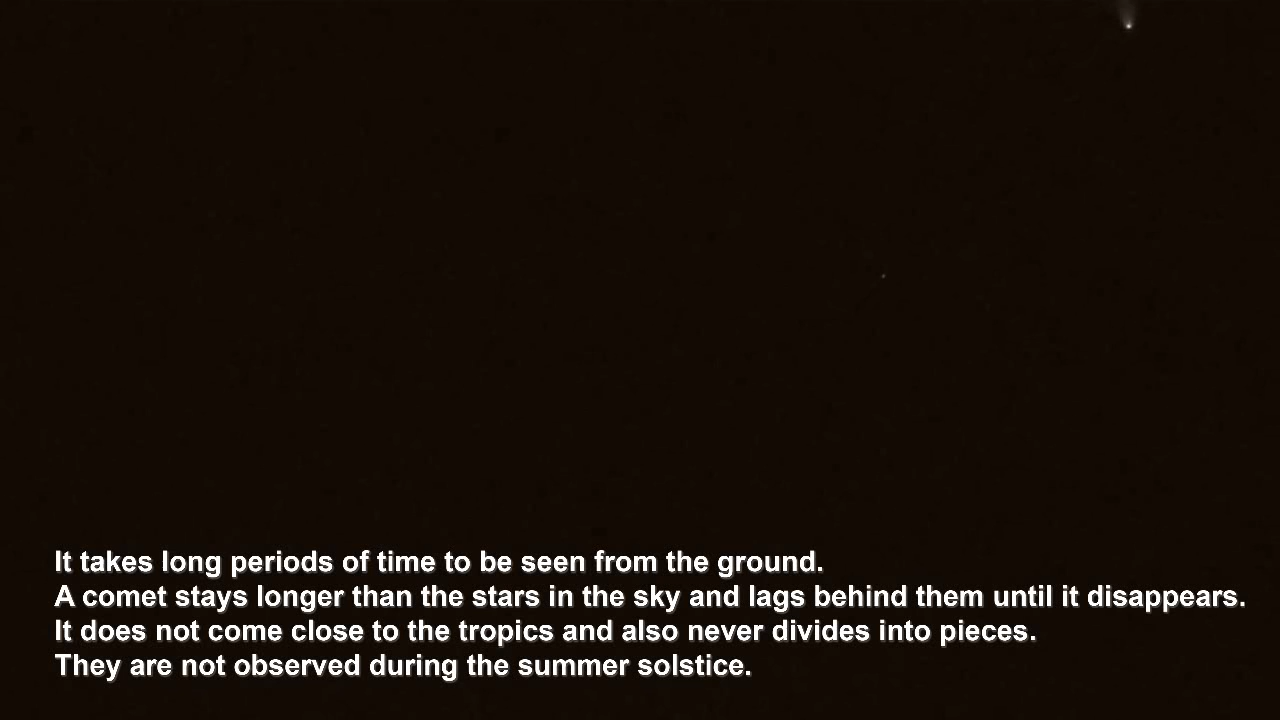 It takes long periods of time to be seen from the ground.
A comet stays longer than the stars in the sky and lags behind them until it disappears.
It does not come close to the tropics and also never divides into pieces.
They are not observed during the summer solstice.